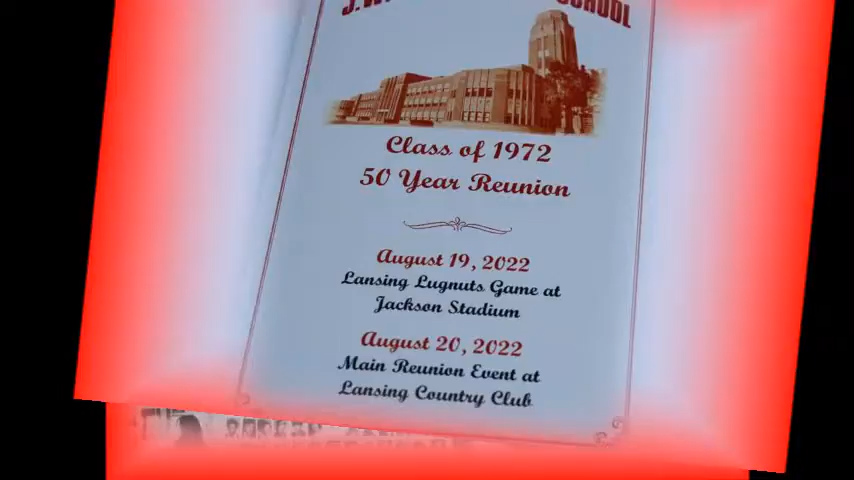 SCHOOL
Class of 1972
50 Year Reunion
August 19, 2022
Lansing Lugnuts Game at
Jackson Stadium
August 20, 2022
Main Reunion Event at
Lansing Country Club